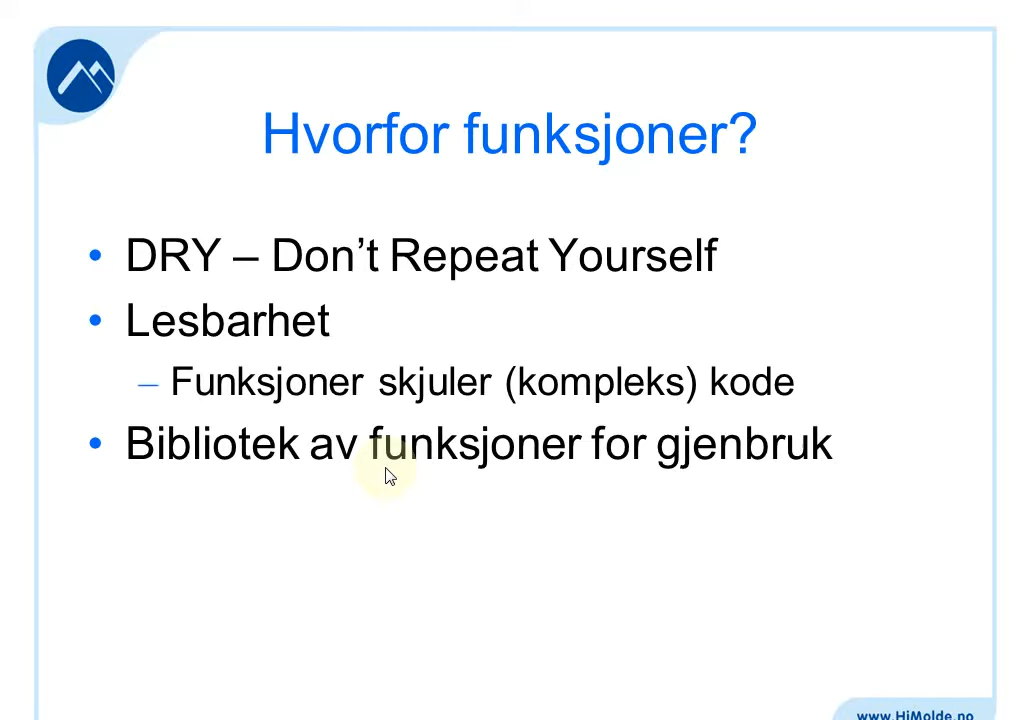 Hvorfor funksjoner?
• DRY – Don’t Repeat Yourself
• Lesbarhet
– Funksjoner skjuler (kompleks) kode
• Bibliotek av funksjoner for gjenbruk
www.HiMolde.no